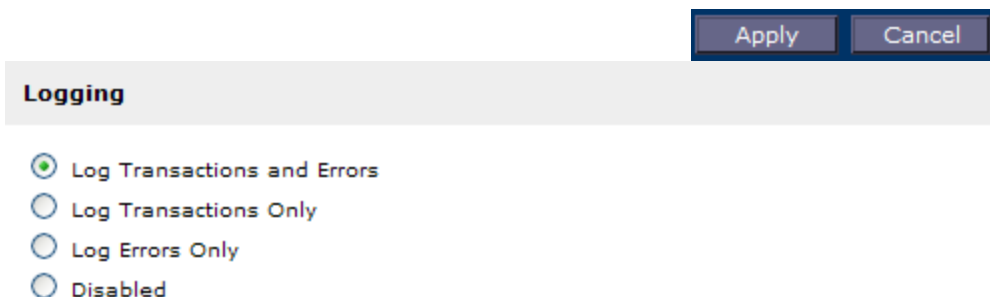 Apply Cancel
Logging
Log Transactions and Errors
Log Transactions Only
Log Errors Only
Disabled